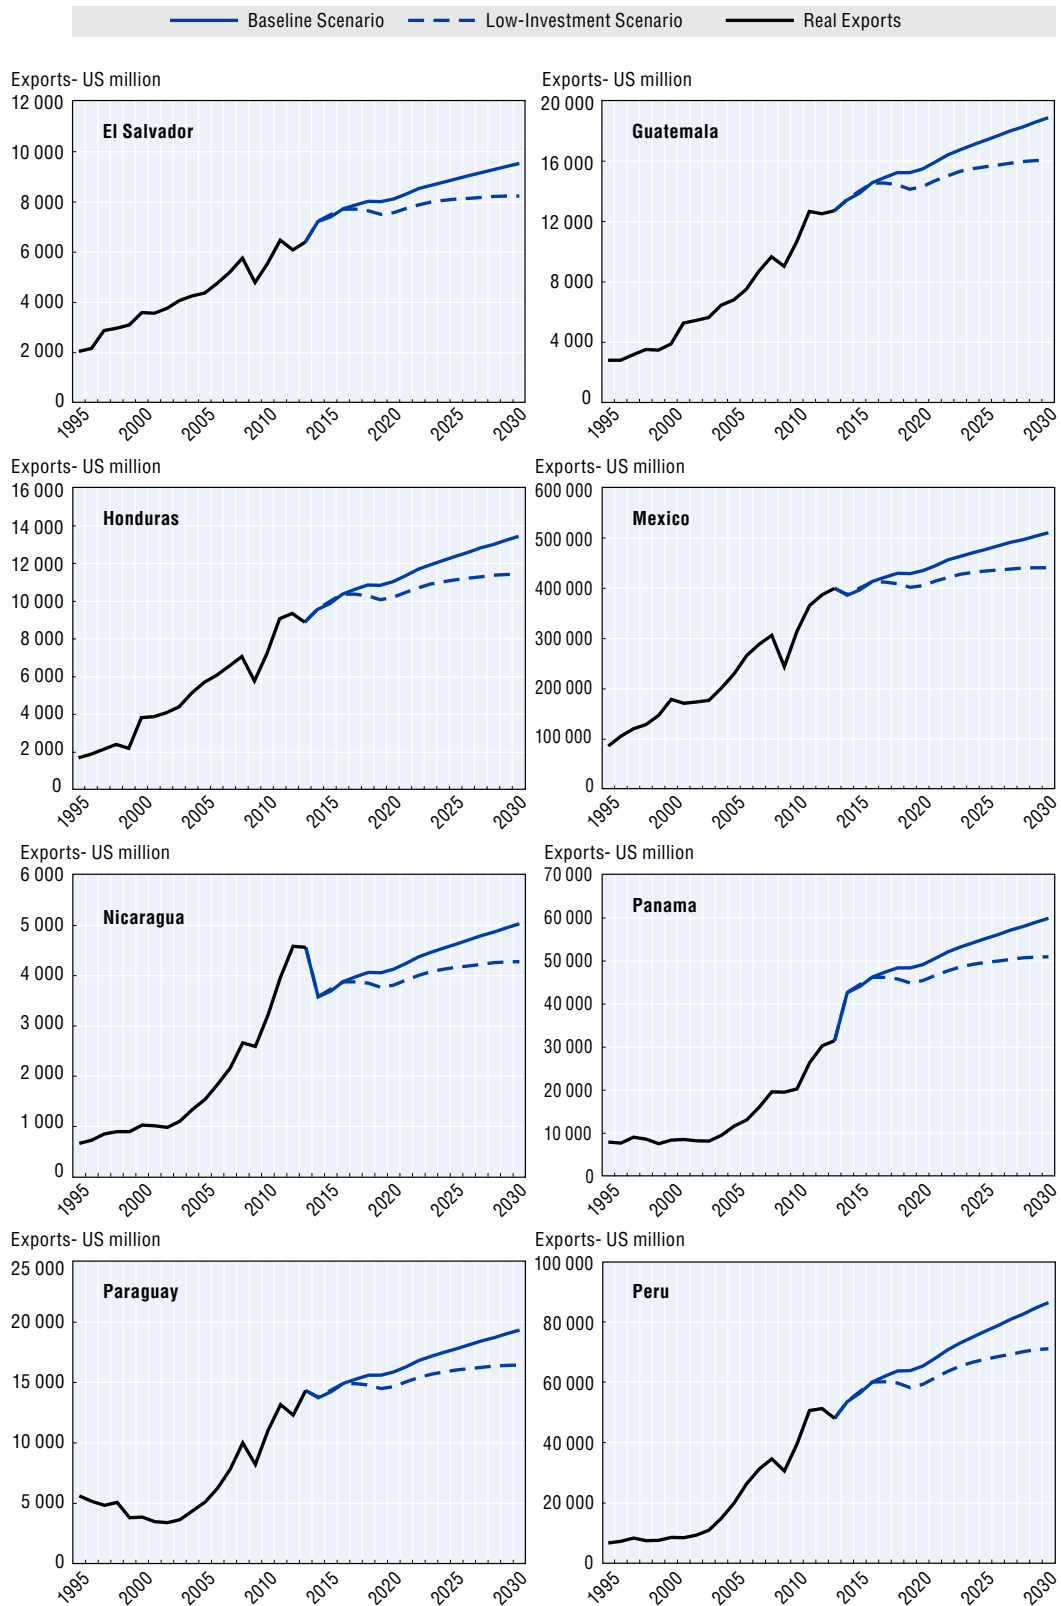 Baseline Scenario Low-Investment Scenario Real Exports
Exports- US million
12 000
10 000
8 000
6 000
4 000
2 000
0
El Salvador
1995 2000 2005 2010 2015 2020 2025 2030
Exports- US million
20 000
16 000
12 000
8 000
4 000
0
Guatemala
1995 2000 2005 2010 2015 2020 2025 2030
Exports- US million
16 000
14 000
12 000
10 000
8 000
6 000
4 000
2 000
0
Honduras
1995 2000 2005 2010 2015 2020 2025 2030
Exports- US million
600 000
500 000
400 000
300 000
200 000
100 000
0
Mexico
1995 2000 2005 2010 2015 2020 2025 2030
Exports- US million
6 000
5 000
4 000
3 000
2 000
1 000
0
Nicaragua
1995 2000 2005 2010 2015 2020 2025 2030
Exports- US million
70 000
60 000
50 000
40 000
30 000
20 000
10 000
0
Panama
1995 2000 2005 2010 2015 2020 2025 2030
Exports- US million
25 000
20 000
15 000
10 000
5 000
0
Paraguay
1995 2000 2005 2010 2015 2020 2025 2030
Exports- US million
100 000
80 000
60 000
40 000
20 000
0
Peru
1995 2000 2005 2010 2015 2020 2025 2030